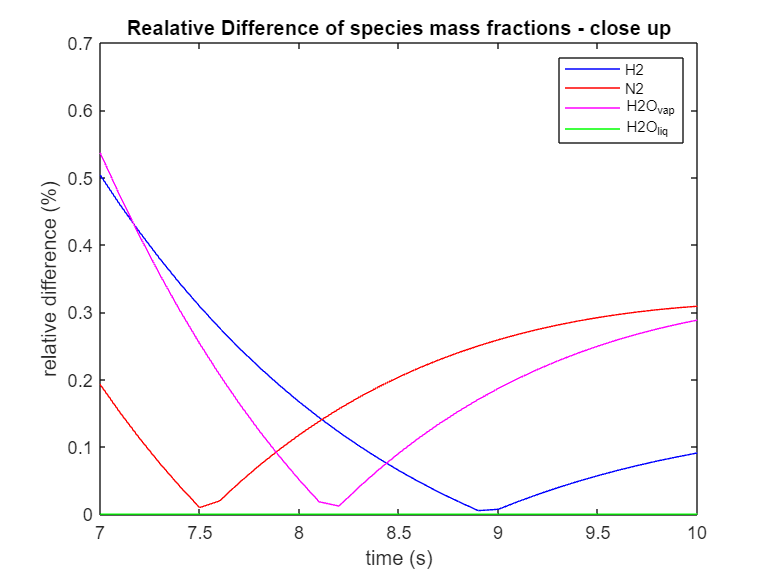 Realative Difference of species mass fractions - close up
0.7
0.6
0.5
0.4
0.3
0.2
0.1
0
relative difference (%)
H2
N2
H2Ovap
H2Oliq
7
7.5
8
8.5
9
9.5
10
time (s)